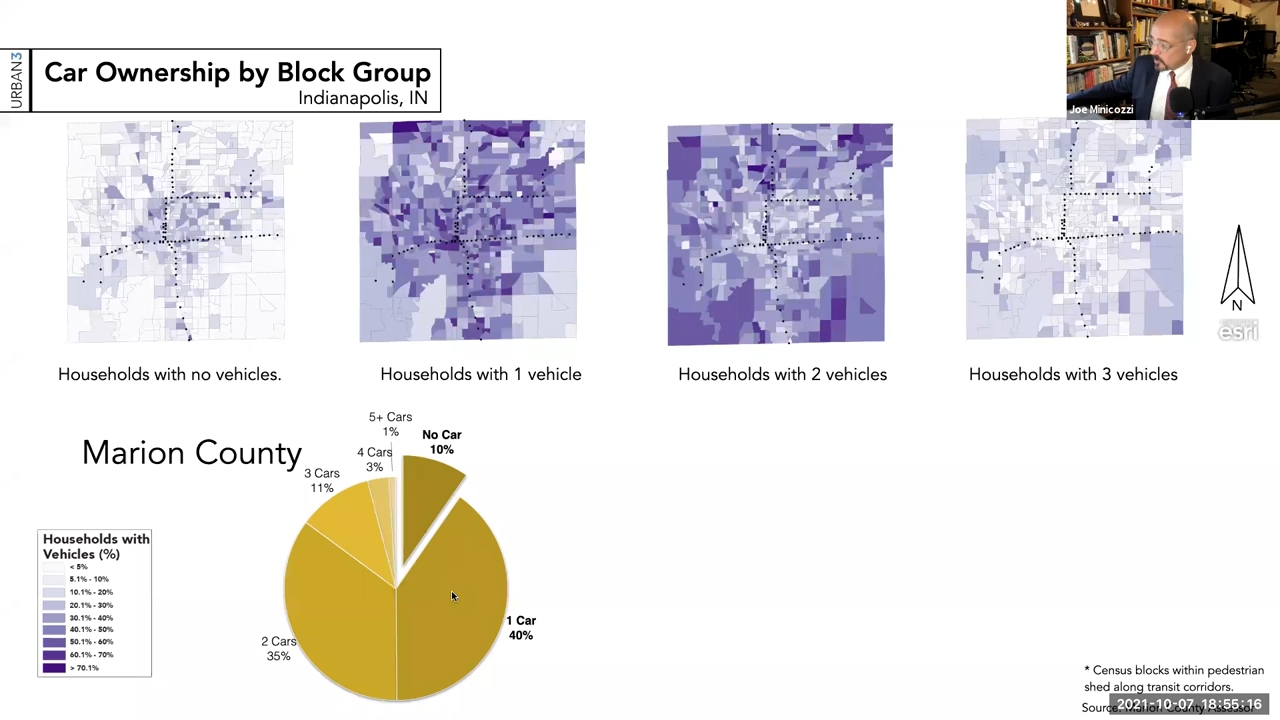 URBAN3
Car Ownership by Block Group
Indianapolis, IN
Joe Minicozzi
N
esri
Households with no vehicles.
Households with 1 vehicle
Households with 2 vehicles
Households with 3 vehicles
Marion County
5+ Cars
1%
No Car
10%
4 Cars
3%
3 Cars
11%
1 Car
40%
2 Cars
35%
Households with
Vehicles (%)
< 5%
5.1% - 10%
10.1% - 20%
20.1% - 30%
30.1% - 40%
40.1% - 50%
50.1% - 60%
60.1% - 70%
> 70.1%
* Census blocks within pedestrian
shed along transit corridors.
Source: Marion County Assessor
2021-10-07 18:55:16